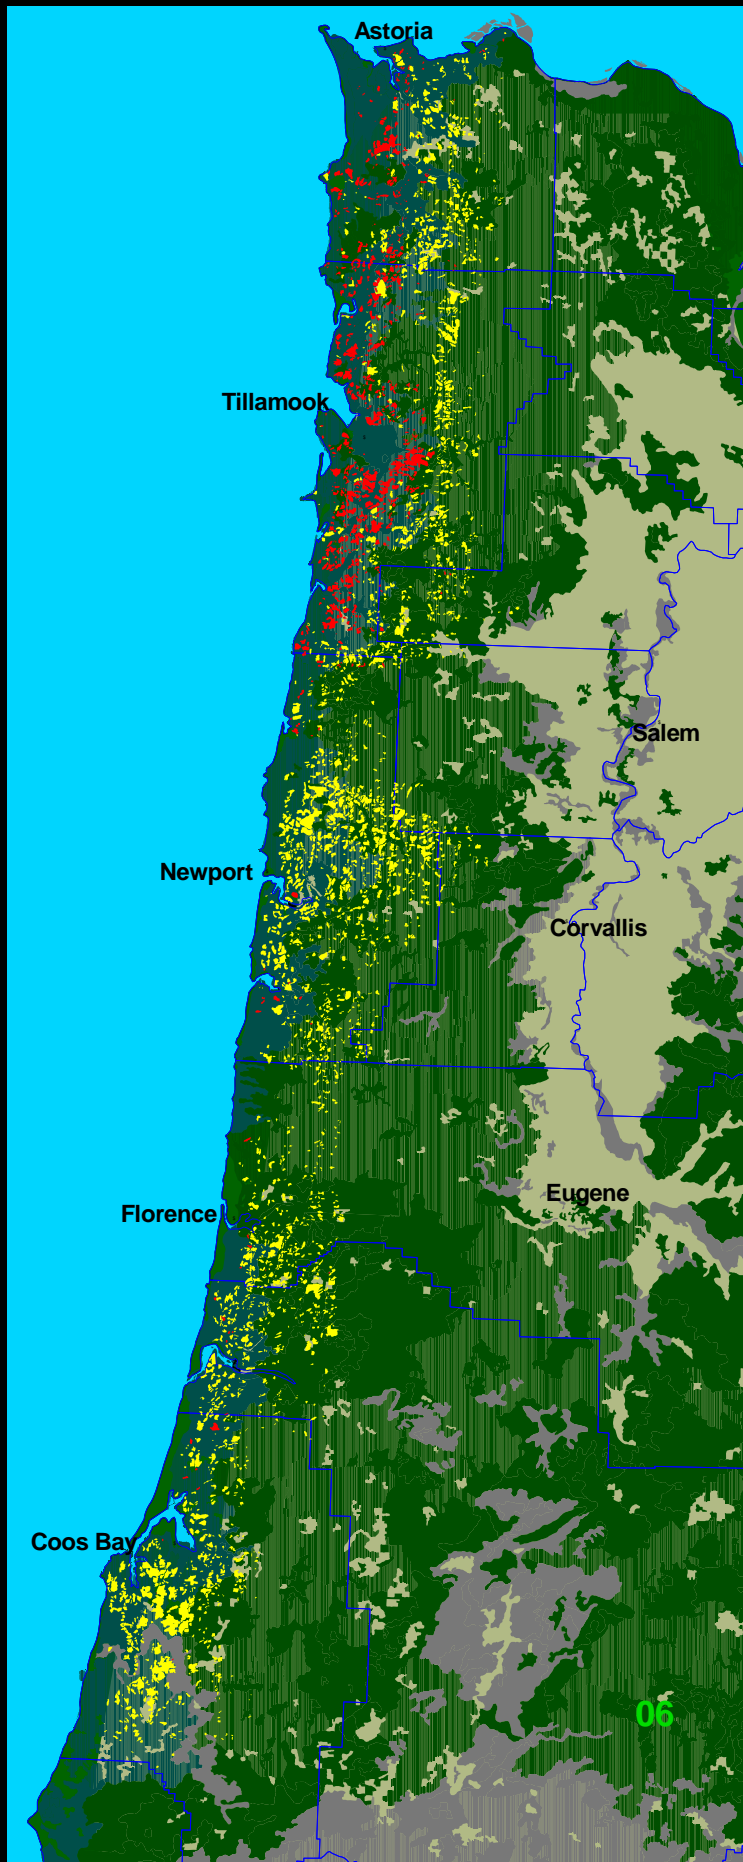 Astoria
Tillamook
Salem
Newport
Corvallis
Eugene
Florence
Coos Bay
06